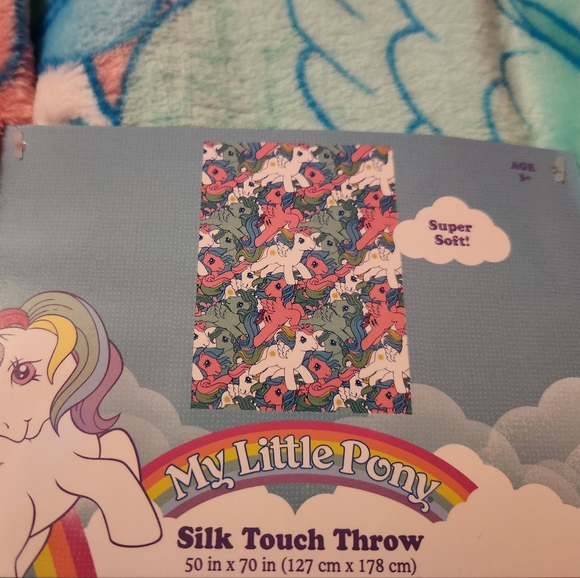 AGE
3+
Super
Soft!
My Little Pony
Silk Touch Throw
50 in x 70 in (127 cm x 178 cm)